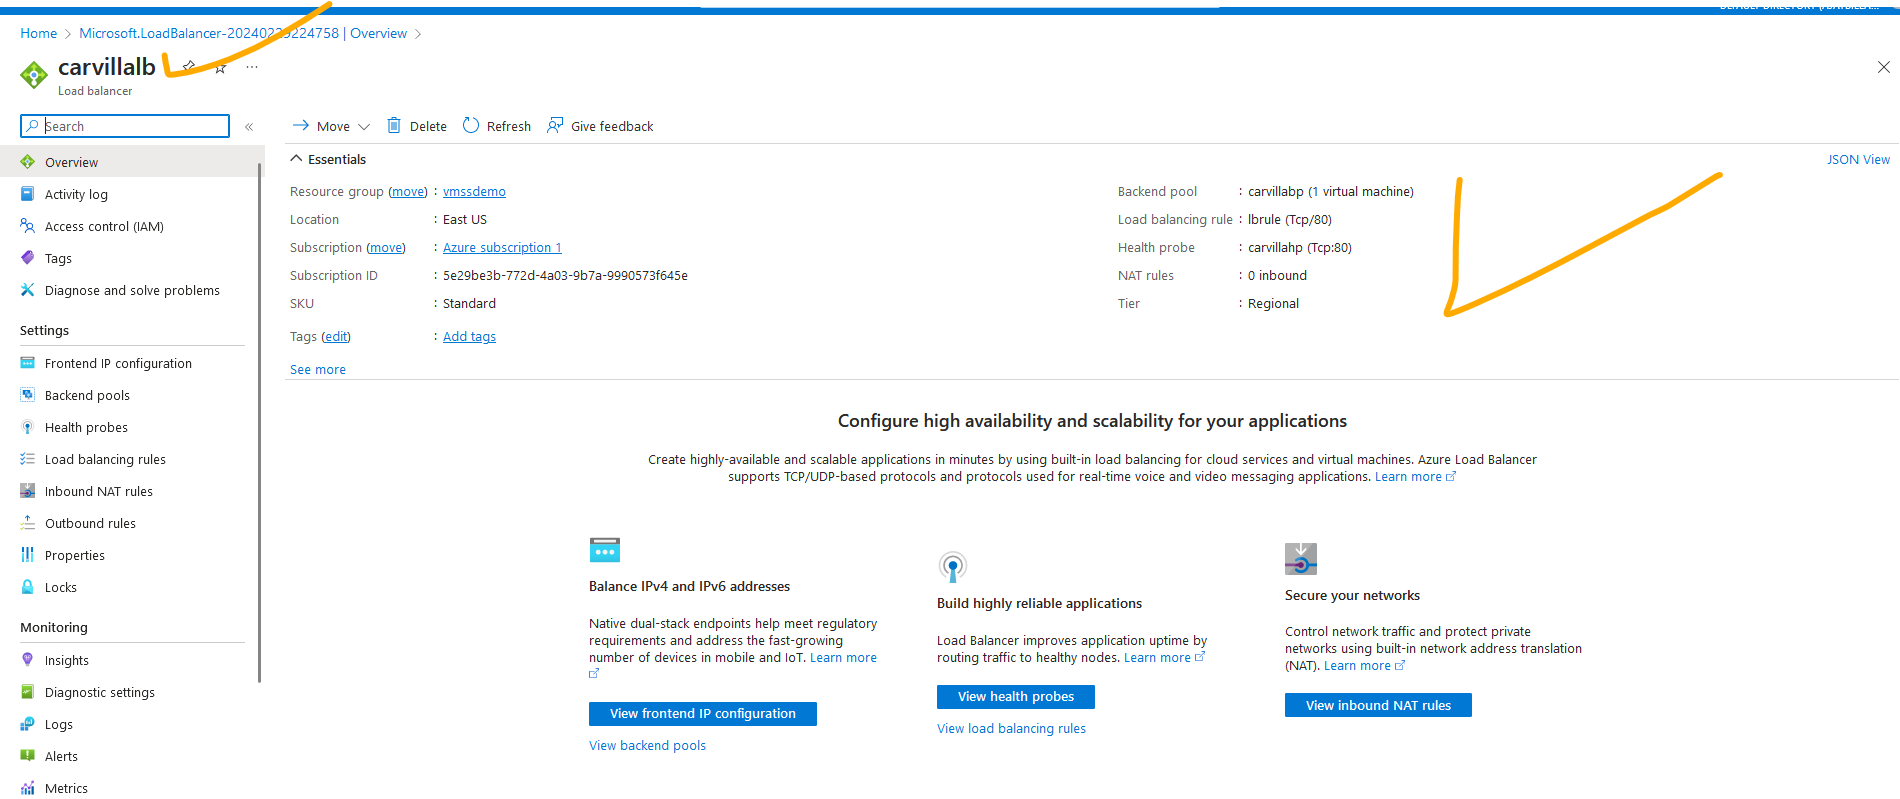 Home > Microsoft.LoadBalancer-20240229224758 | Overview >
carvillalb
Load balancer
Search
«
Move
Delete
Refresh
Give feedback
Overview
Activity log
Access control (IAM)
Tags
Diagnose and solve problems
Settings
Frontend IP configuration
Backend pools
Health probes
Load balancing rules
Inbound NAT rules
Outbound rules
Properties
Locks
Monitoring
Insights
Diagnostic settings
Logs
Alerts
Metrics
Essentials
JSON View
Resource group (move) : vmssdemo
Location : East US
Subscription (move) : Azure subscription 1
Subscription ID : 5e29be3b-772d-4a03-9b7a-9990573f645e
SKU : Standard
Tags (edit) : Add tags
See more
Backend pool : carvillabp (1 virtual machine)
Load balancing rule : lbrule (Tcp/80)
Health probe : carvillahp (Tcp:80)
NAT rules : 0 inbound
Tier : Regional
Configure high availability and scalability for your applications
Create highly-available and scalable applications in minutes by using built-in load balancing for cloud services and virtual machines. Azure Load Balancer
supports TCP/UDP-based protocols and protocols used for real-time voice and video messaging applications. Learn more
Balance IPv4 and IPv6 addresses
Native dual-stack endpoints help meet regulatory
requirements and address the fast-growing
number of devices in mobile and IoT. Learn more
View frontend IP configuration
View backend pools
Build highly reliable applications
Load Balancer improves application uptime by
routing traffic to healthy nodes. Learn more
View health probes
View load balancing rules
Secure your networks
Control network traffic and protect private
networks using built-in network address translation
(NAT). Learn more
View inbound NAT rules